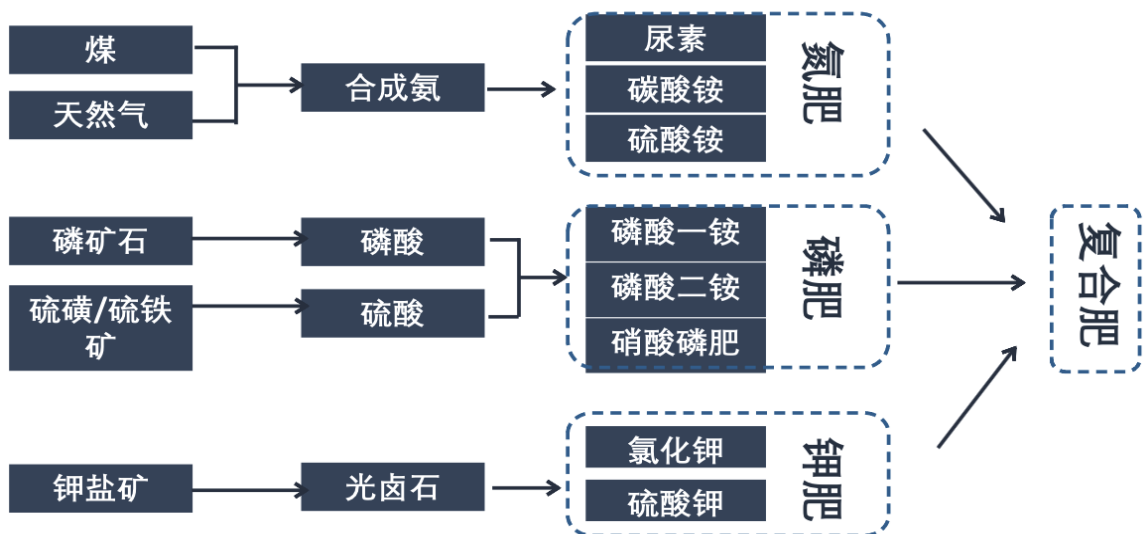 煤
天然气
合成氨
尿素
碳酸铵
硫酸铵
氮肥
磷矿石
硫磺/硫铁
矿
磷酸
硫酸
磷酸一铵
磷酸二铵
硝酸磷肥
磷肥
钾盐矿
光卤石
氯化钾
硫酸钾
钾肥
复合肥